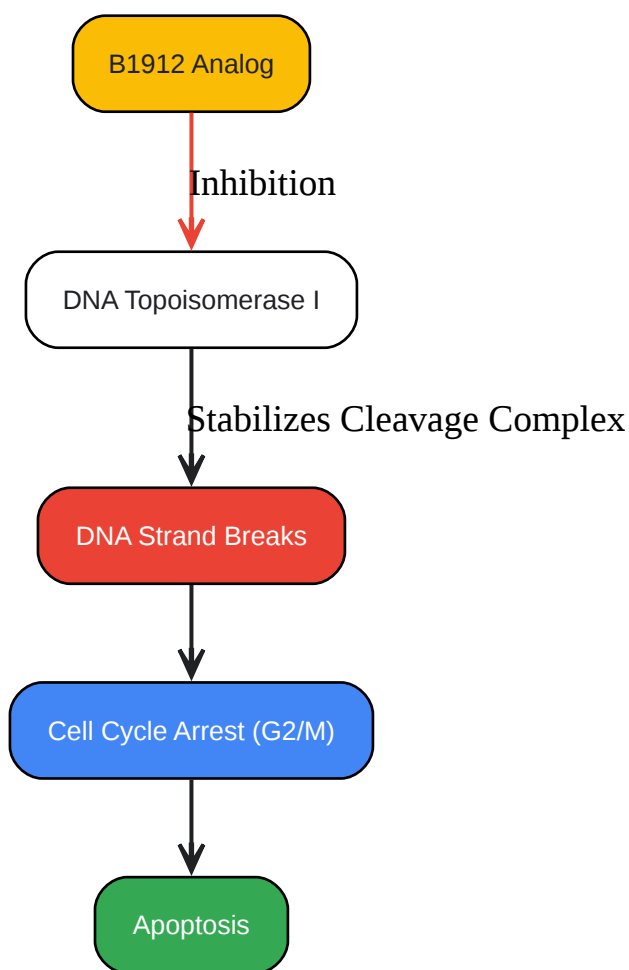 B1912 Analog
Inhibition
DNA Topoisomerase I
Stabilizes Cleavage Complex
DNA Strand Breaks
Cell Cycle Arrest (G2/M)
Apoptosis